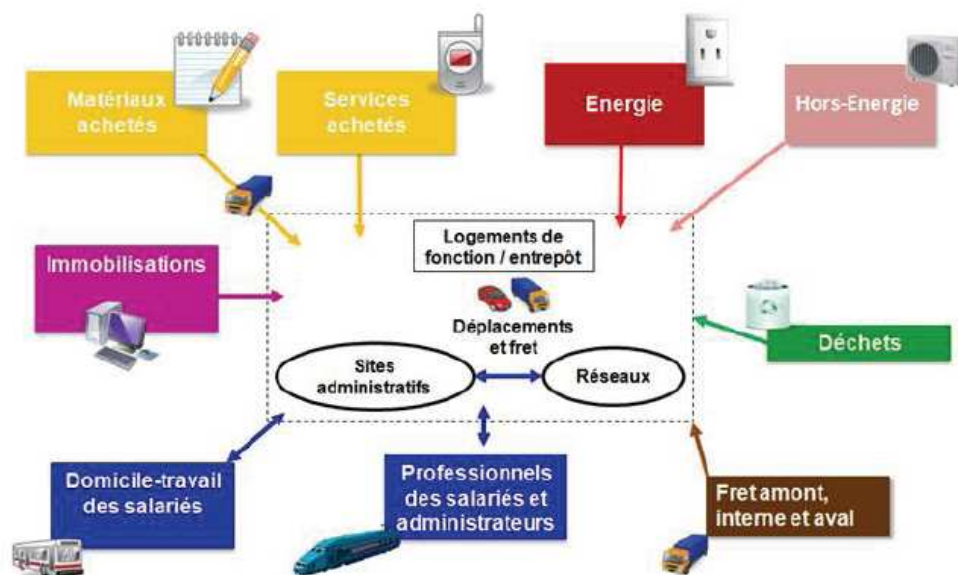 Matériaux
achetés
Services
achetés
Energie
Hors-Energie
Immobilisations
Logements de
fonction / entrepôt
Déplacements
et fret
Sites
administratifs
Réseaux
Déchets
Domicile-travail
des salariés
Professionnels
des salariés et
administrateurs
Fret amont,
interne et aval